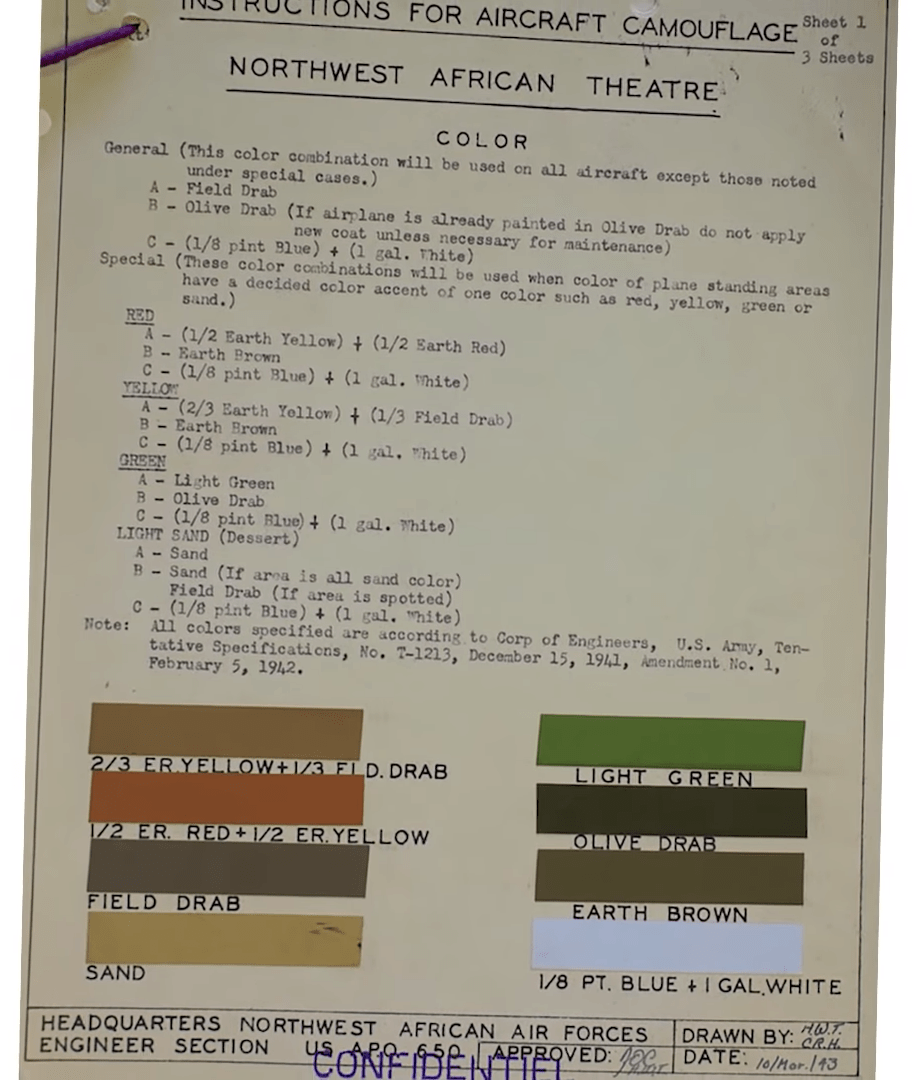 INSTRUCTIONS FOR AIRCRAFT CAMOUFLAGE
Sheet 1
of
3 Sheets
NORTHWEST AFRICAN THEATRE
COLOR
General (This color combination will be used on all aircraft except those noted
under special cases.)
A - Field Drab
B - Olive Drab (If airplane is already painted in Olive Drab do not apply
new coat unless necessary for maintenance)
C - (1/8 pint Blue) + (1 gal. White)
Special (These color combinations will be used when color of plane standing areas
have a decided color accent of one color such as red, yellow, green or
sand.)
RED
A - (1/2 Earth Yellow) + (1/2 Earth Red)
B - Earth Brown
C - (1/8 pint Blue) + (1 gal. White)
YELLOW
A - (2/3 Earth Yellow) + (1/3 Field Drab)
B - Earth Brown
C - (1/8 pint Blue) + (1 gal. White)
GREEN
A - Light Green
B - Olive Drab
C - (1/8 pint Blue) + (1 gal. White)
LIGHT SAND (Dessert)
A - Sand
B - Sand (If area is all sand color)
Field Drab (If area is spotted)
C - (1/8 pint Blue) + (1 gal. White)
Note: All colors specified are according to Corp of Engineers, U.S. Army, Ten-
tative Specifications, No. T-1213, December 15, 1941, Amendment No. 1,
February 5, 1942.
2/3 ER.YELLOW+1/3 FLD. DRAB
1/2 ER. RED+1/2 ER.YELLOW
FIELD DRAB
SAND
LIGHT GREEN
OLIVE DRAB
EARTH BROWN
1/8 PT. BLUE + 1 GAL.WHITE
HEADQUARTERS NORTHWEST AFRICAN AIR FORCES
ENGINEER SECTION US APO 650
APPROVED:
DRAWN BY: H.W.T.
C.R.H.
DATE: 10/Mar./43
CONFIDENTIAL